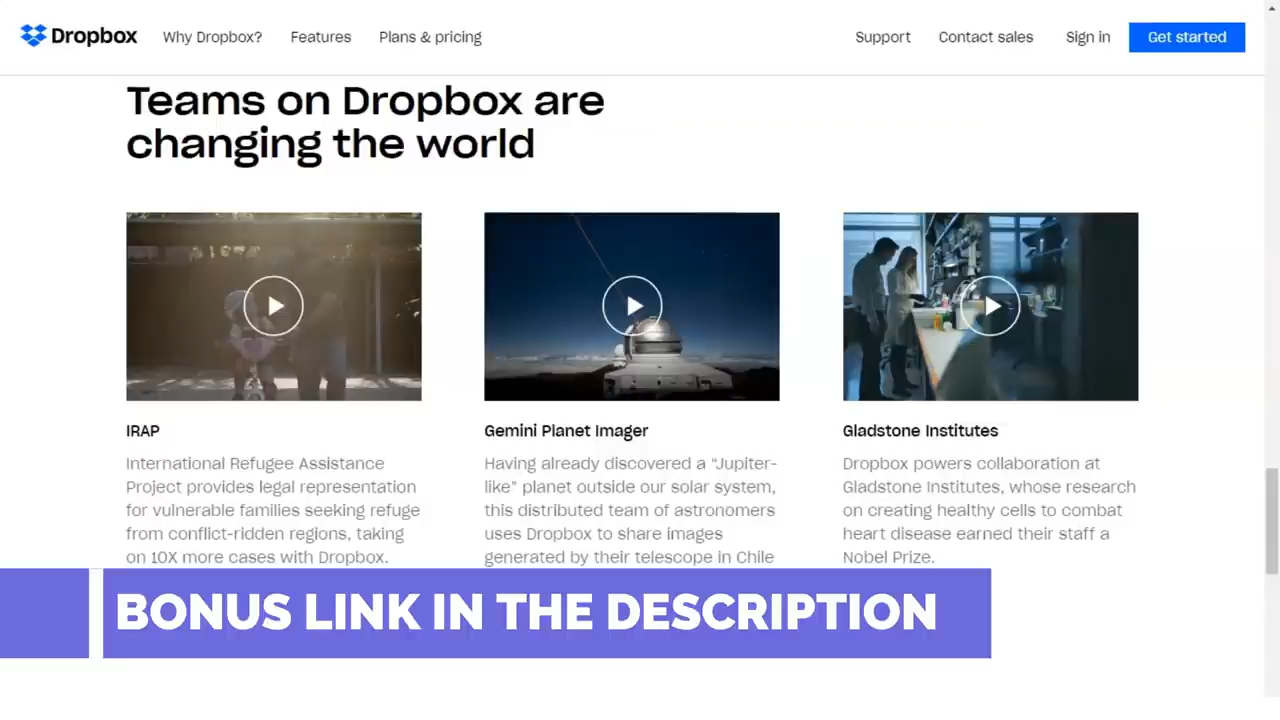 Dropbox Why Dropbox? Features Plans & pricing Support Contact sales Sign in Get started
Teams on Dropbox are
changing the world
IRAP
International Refugee Assistance
Project provides legal representation
for vulnerable families seeking refuge
from conflict-ridden regions, taking
on 10X more cases with Dropbox.
Gemini Planet Imager
Having already discovered a “Jupiter-
like” planet outside our solar system,
this distributed team of astronomers
uses Dropbox to share images
generated by their telescope in Chile
Gladstone Institutes
Dropbox powers collaboration at
Gladstone Institutes, whose research
on creating healthy cells to combat
heart disease earned their staff a
Nobel Prize.
BONUS LINK IN THE DESCRIPTION